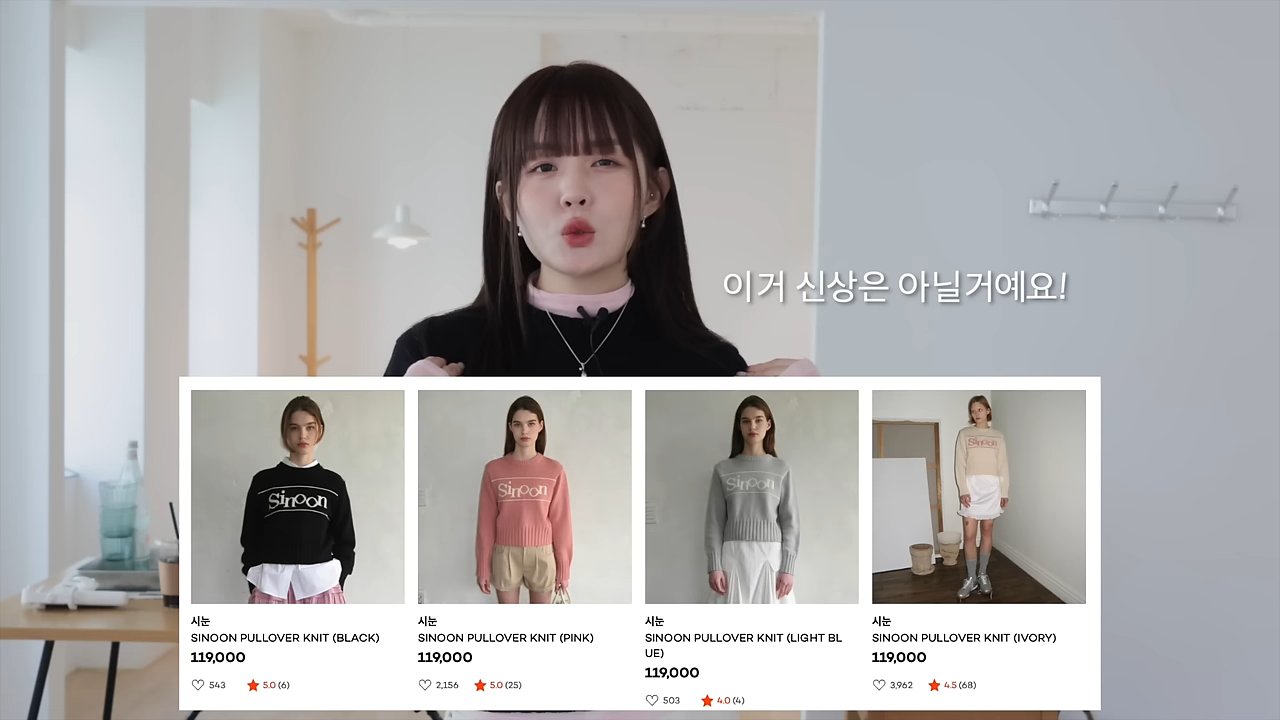 이거 신상은 아닐거예요!
Sinoon
Sinoon
Sinoon
Sinoon
시눈
SINOON PULLOVER KNIT (BLACK)
119,000
543 5.0 (6)
시눈
SINOON PULLOVER KNIT (PINK)
119,000
2,156 5.0 (25)
시눈
SINOON PULLOVER KNIT (LIGHT BL
UE)
119,000
503 4.0 (4)
시눈
SINOON PULLOVER KNIT (IVORY)
119,000
3,962 4.5 (68)